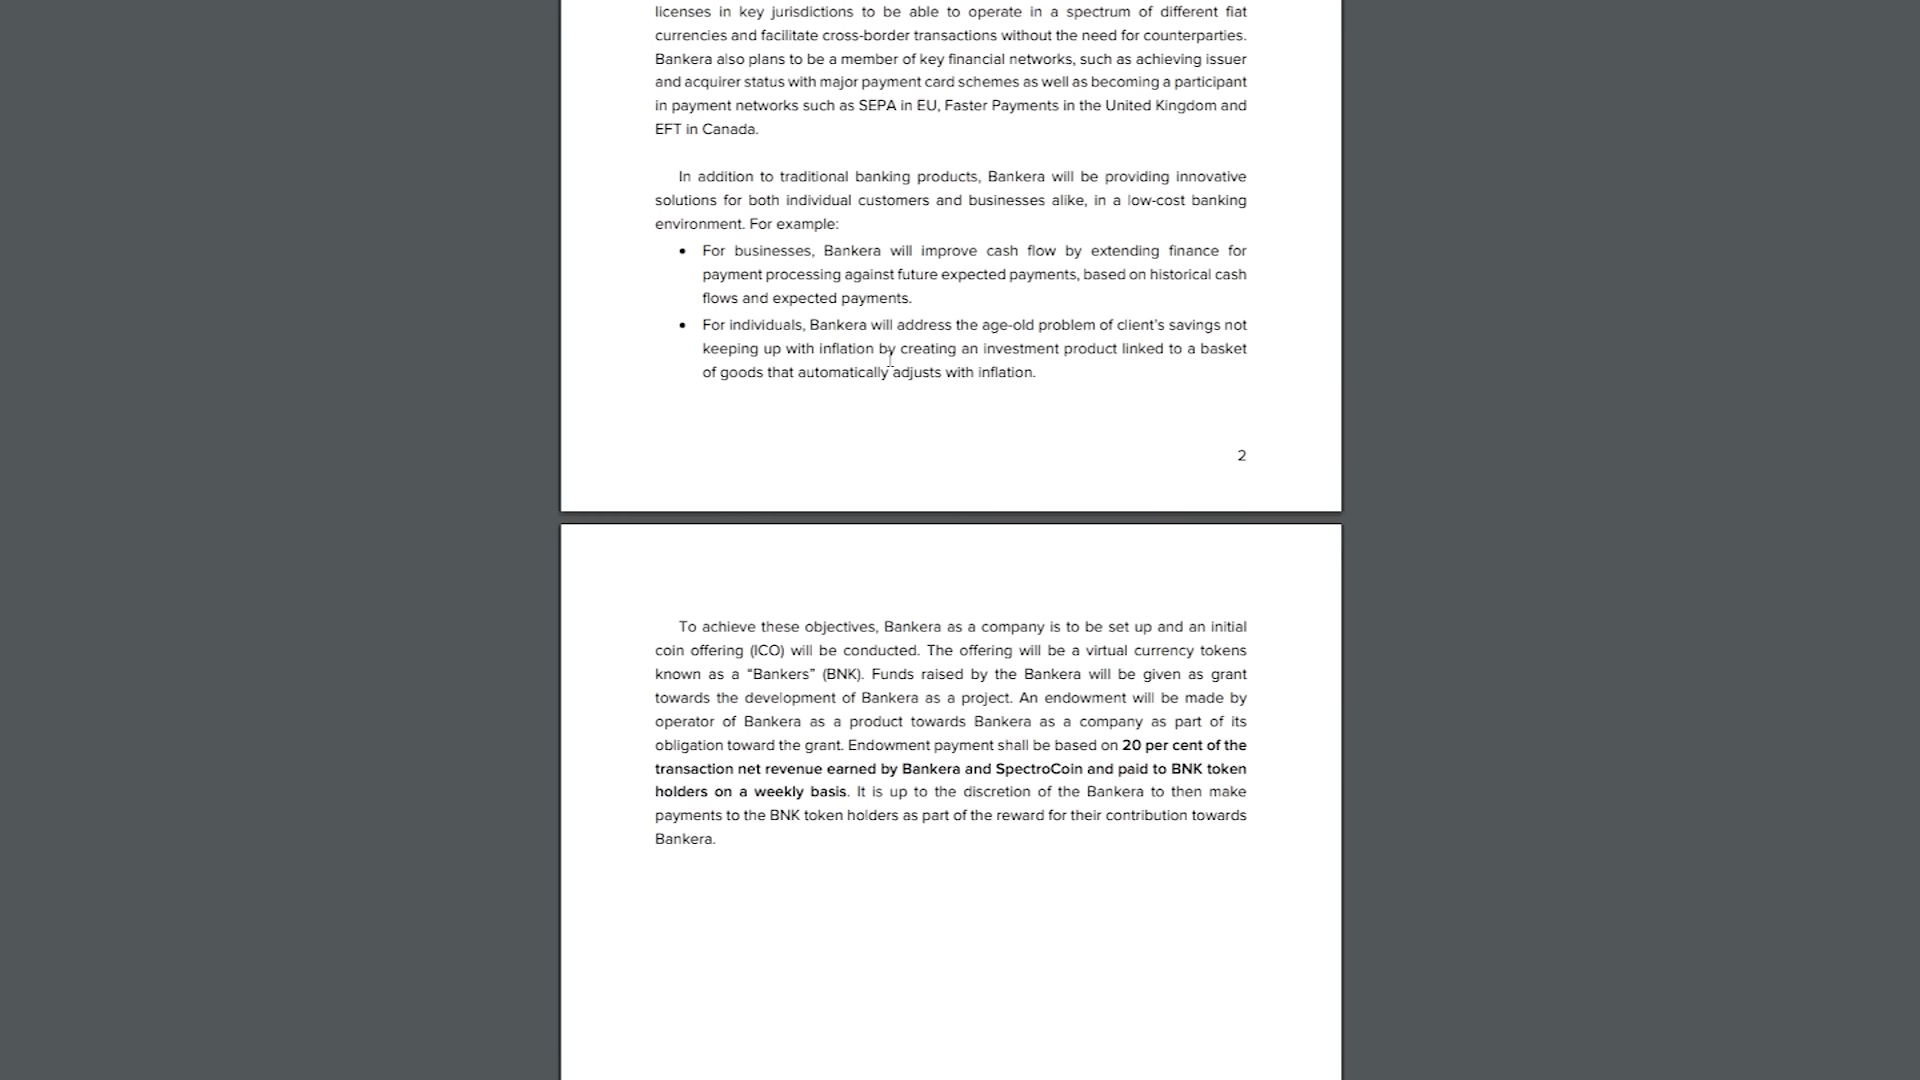 licenses in key jurisdictions to be able to operate in a spectrum of different fiat
currencies and facilitate cross-border transactions without the need for counterparties.
Bankera also plans to be a member of key financial networks, such as achieving issuer
and acquirer status with major payment card schemes as well as becoming a participant
in payment networks such as SEPA in EU, Faster Payments in the United Kingdom and
EFT in Canada.
In addition to traditional banking products, Bankera will be providing innovative
solutions for both individual customers and businesses alike, in a low-cost banking
environment. For example:
• For businesses, Bankera will improve cash flow by extending finance for
payment processing against future expected payments, based on historical cash
flows and expected payments.
• For individuals, Bankera will address the age-old problem of client's savings not
keeping up with inflation by creating an investment product linked to a basket
of goods that automatically adjusts with inflation.
2
To achieve these objectives, Bankera as a company is to be set up and an initial
coin offering (ICO) will be conducted. The offering will be a virtual currency tokens
known as a “Bankers” (BNK). Funds raised by the Bankera will be given as grant
towards the development of Bankera as a project. An endowment will be made by
operator of Bankera as a product towards Bankera as a company as part of its
obligation toward the grant. Endowment payment shall be based on 20 per cent of the
transaction net revenue earned by Bankera and SpectroCoin and paid to BNK token
holders on a weekly basis. It is up to the discretion of the Bankera to then make
payments to the BNK token holders as part of the reward for their contribution towards
Bankera.